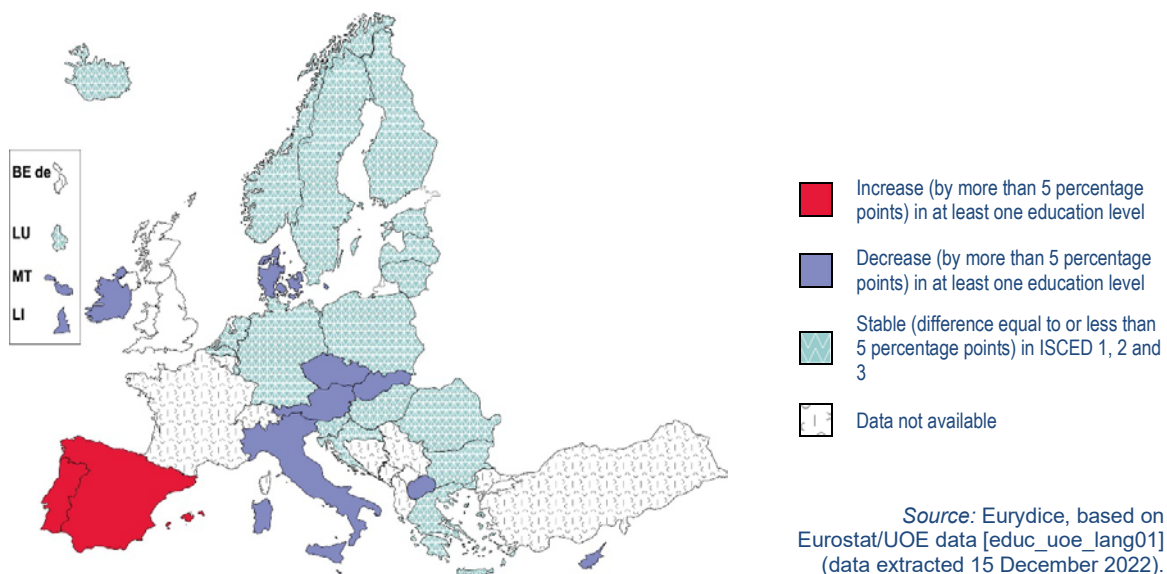 BE de
LU
MT
LI
Increase (by more than 5 percentage
points) in at least one education level
Decrease (by more than 5 percentage
points) in at least one education level
Stable (difference equal to or less than
5 percentage points) in ISCED 1, 2 and
3
Data not available
Source: Eurydice, based on
Eurostat/UOE data [educ_uoe_lang01]
(data extracted 15 December 2022).